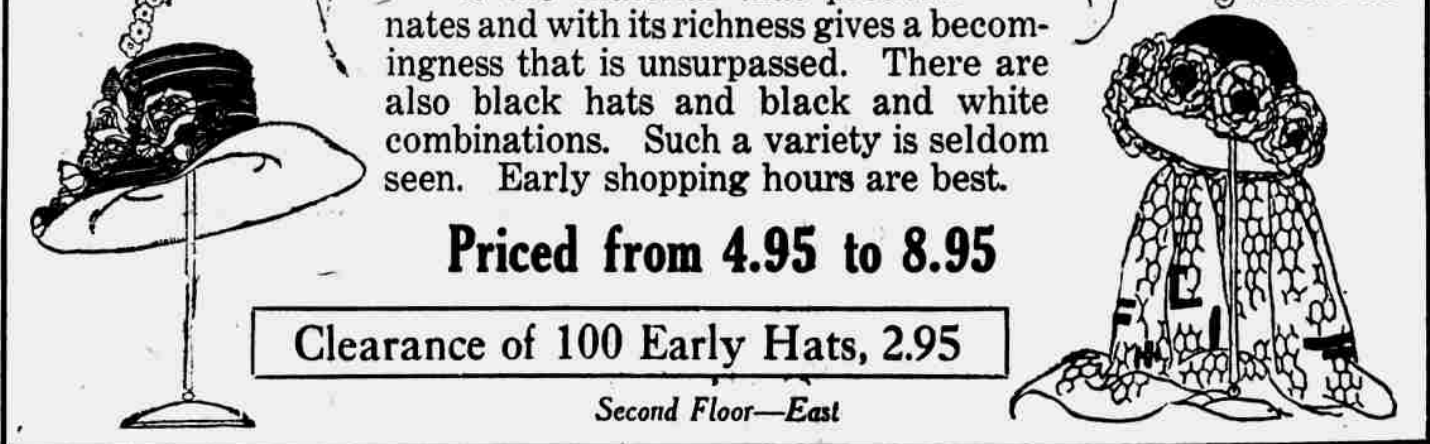 nates and with its richness gives a becom-
ingness that is unsurpassed. There are
also black hats and black and white
combinations. Such a variety is seldom
seen. Early shopping hours are best.
Priced from 4.95 to 8.95
Clearance of 100 Early Hats, 2.95
Second Floor—East